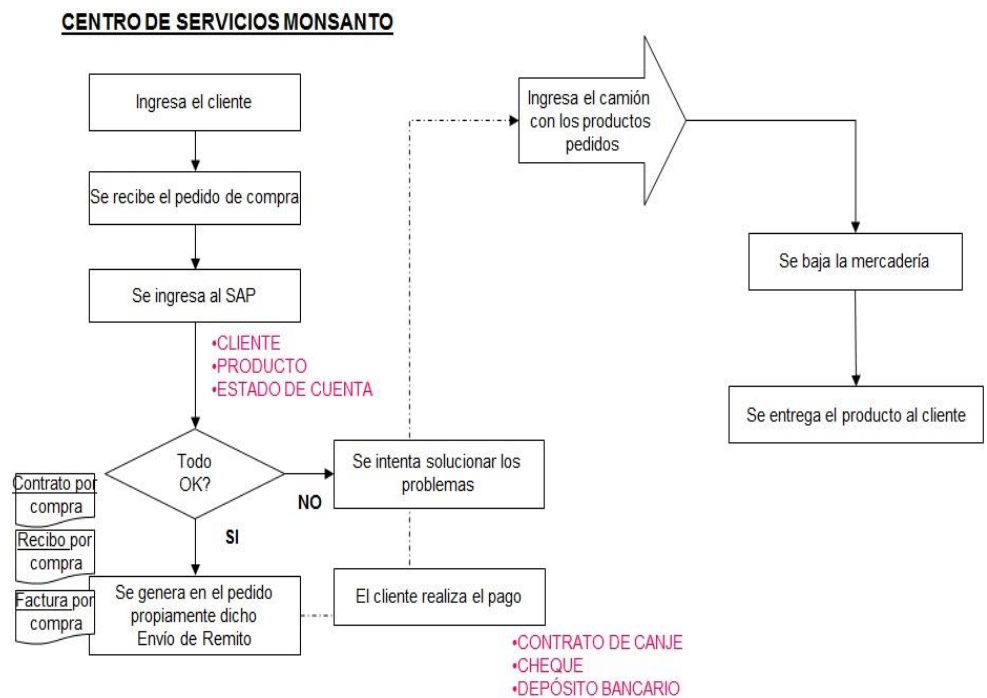 CENTRO DE SERVICIOS MONSANTO
Ingresa el cliente
Se recibe el pedido de compra
Se ingresa al SAP
•CLIENTE
•PRODUCTO
•ESTADO DE CUENTA
Todo
OK?
NO
SI
Se intenta solucionar los
problemas
Contrato por
compra
Recibo por
compra
Factura por
compra
Se genera en el pedido
propiamente dicho
Envío de Remito
El cliente realiza el pago
•CONTRATO DE CANJE
•CHEQUE
•DEPÓSITO BANCARIO
Ingresa el camión
con los productos
pedidos
Se baja la mercadería
Se entrega el producto al cliente